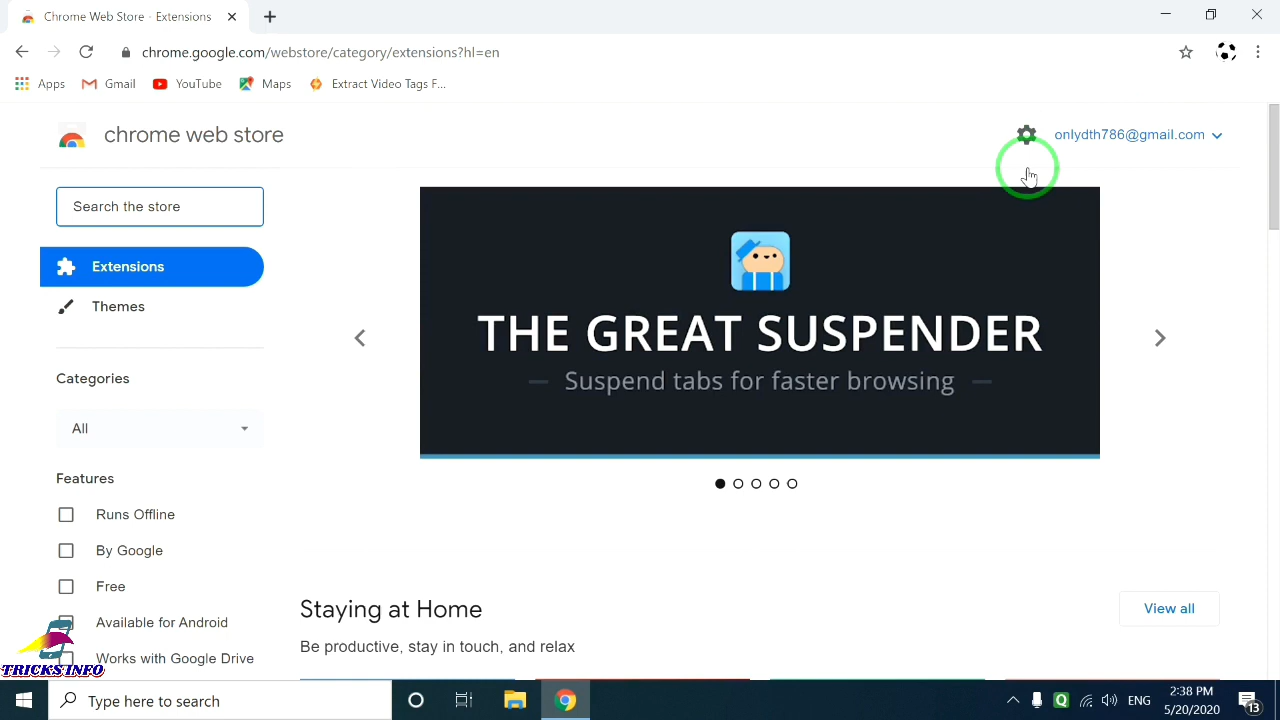 Chrome Web Store - Extensions
chrome.google.com/webstore/category/extensions?hl=en
Apps
Gmail
YouTube
Maps
Extract Video Tags F...
chrome web store
onlydth786@gmail.com
Search the store
Extensions
Themes
Categories
All
Features
Runs Offline
By Google
Free
Available for Android
Works with Google Drive
THE GREAT SUSPENDER
Suspend tabs for faster browsing
Staying at Home
View all
Be productive, stay in touch, and relax
TRICKS INFO
Type here to search
ENG
2:38 PM
5/20/2020
13